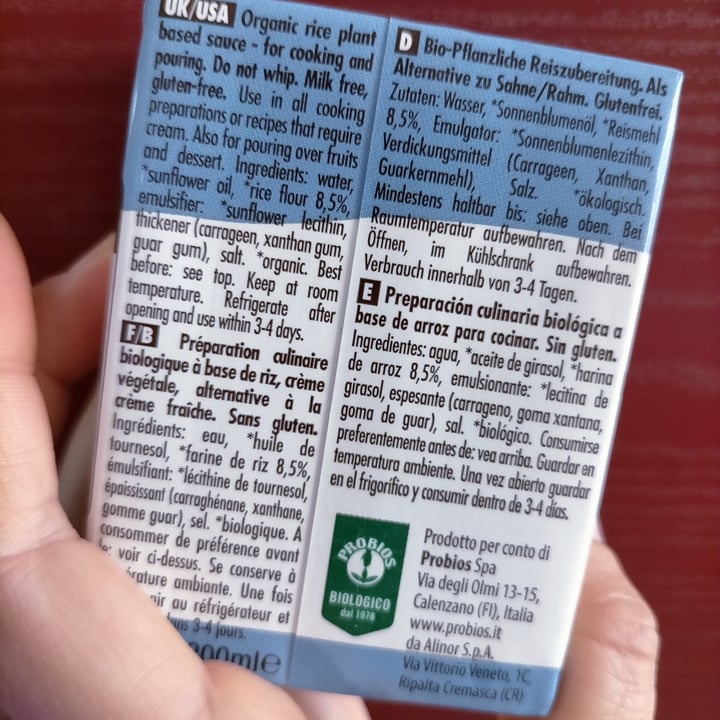 UK/USA Organic rice plant
based sauce - for cooking and
pouring. Do not whip. Milk free,
gluten-free. Use in all cooking
preparations or recipes that require
cream. Also for pouring over fruits
and dessert. Ingredients: water,
*sunflower oil, *rice flour 8,5%,
emulsifier: *sunflower lecithin,
thickener (carrageen, xanthan gum,
guar gum), salt. *organic. Best
before: see top. Keep at room
temperature. Refrigerate after
opening and use within 3-4 days.
F/B Préparation culinaire
biologique à base de riz, crème
végétale, alternative à la
crème fraîche. Sans gluten.
Ingrédients: eau, *huile de
tournesol, *farine de riz 8,5%,
émulsifiant: *lécithine de tournesol,
épaississant (carraghénane, xanthane,
gomme guar), sel. *biologique. A
consommer de préférence avant
voir ci-dessus. Se conserve à
ambiante. Une fois
au réfrigérateur et
3-4 jours.
200ml e
D Bio-Pflanzliche Reiszubereitung. Als
Alternative zu Sahne/Rahm. Glutenfrei.
Zutaten: Wasser, *Sonnenblumenöl, *Reismehl
8,5%, Emulgator: *Sonnenblumenlezithin,
Verdickungsmittel (Carrageen, Xanthan,
Guarkernmehl), Salz. *ökologisch.
Mindestens haltbar bis: siehe oben. Bei
Raumtemperatur aufbewahren. Nach dem
Öffnen, im Kühlschrank aufbewahren.
Verbrauch innerhalb von 3-4 Tagen.
E Preparación culinaria biológica a
base de arroz para cocinar. Sin gluten.
Ingredientes: agua, *aceite de girasol, *harina
de arroz 8,5%, emulsionante: *lecitina de
girasol, espesante (carrageno, goma xantana,
goma de guar), sal. *biológico. Consumirse
preferentemente antes de: vea arriba. Guardar en
temperatura ambiente. Una vez abierto guardar
en el frigorífico y consumir dentro de 3-4 días.
PROBIOS
BIOLOGICO
dal 1978
Prodotto per conto di
Probios SpA
Via degli Olmi 13-15,
Calenzano (FI), Italia
www.probios.it
da Alinor S.p.A.
Via Vittorio Veneto, 1C,
Ripalta Cremasca (CR)